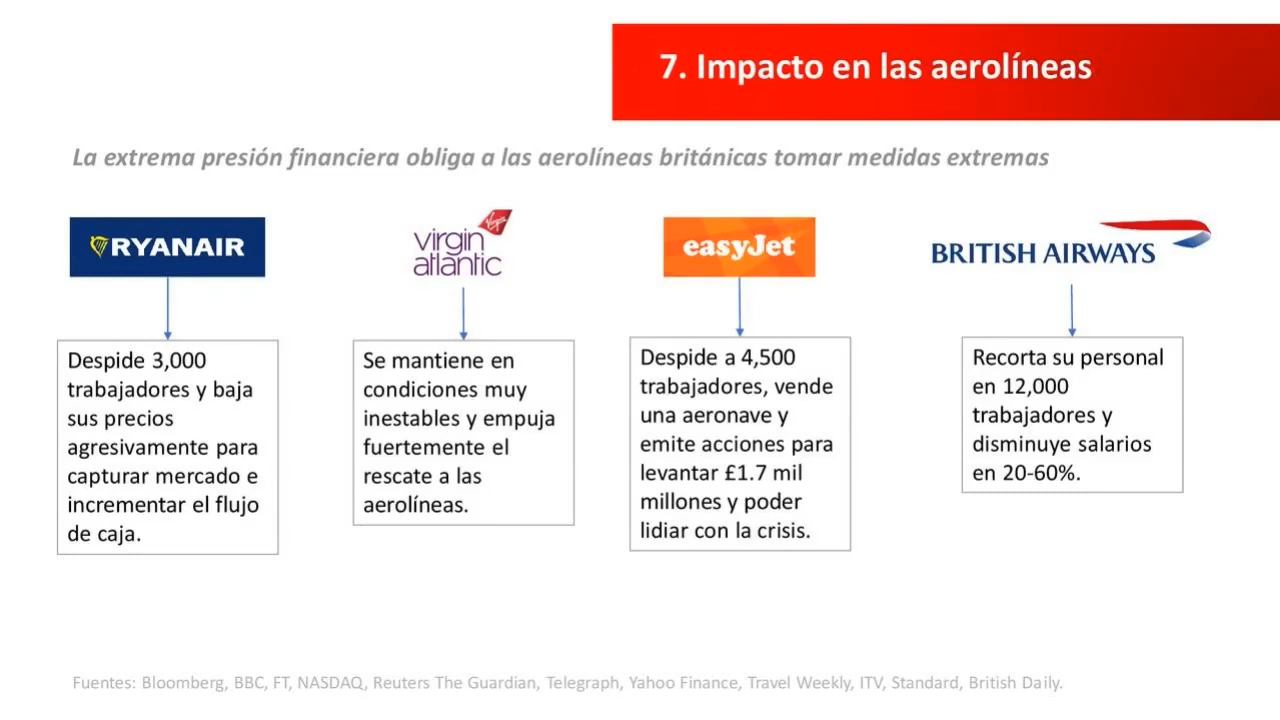 7. Impacto en las aerolíneas
La extrema presión financiera obliga a las aerolíneas británicas tomar medidas extremas
RYANAIR
Despide 3,000
trabajadores y baja
sus precios
agresivamente para
capturar mercado e
incrementar el flujo
de caja.
Virgin
virgin
atlantic
Se mantiene en
condiciones muy
inestables y empuja
fuertemente el
rescate a las
aerolíneas.
easyJet
Despide a 4,500
trabajadores, vende
una aeronave y
emite acciones para
levantar £1.7 mil
millones y poder
lidiar con la crisis.
BRITISH AIRWAYS
Recorta su personal
en 12,000
trabajadores y
disminuye salarios
en 20-60%.
Fuentes: Bloomberg, BBC, FT, NASDAQ, Reuters The Guardian, Telegraph, Yahoo Finance, Travel Weekly, ITV, Standard, British Daily.